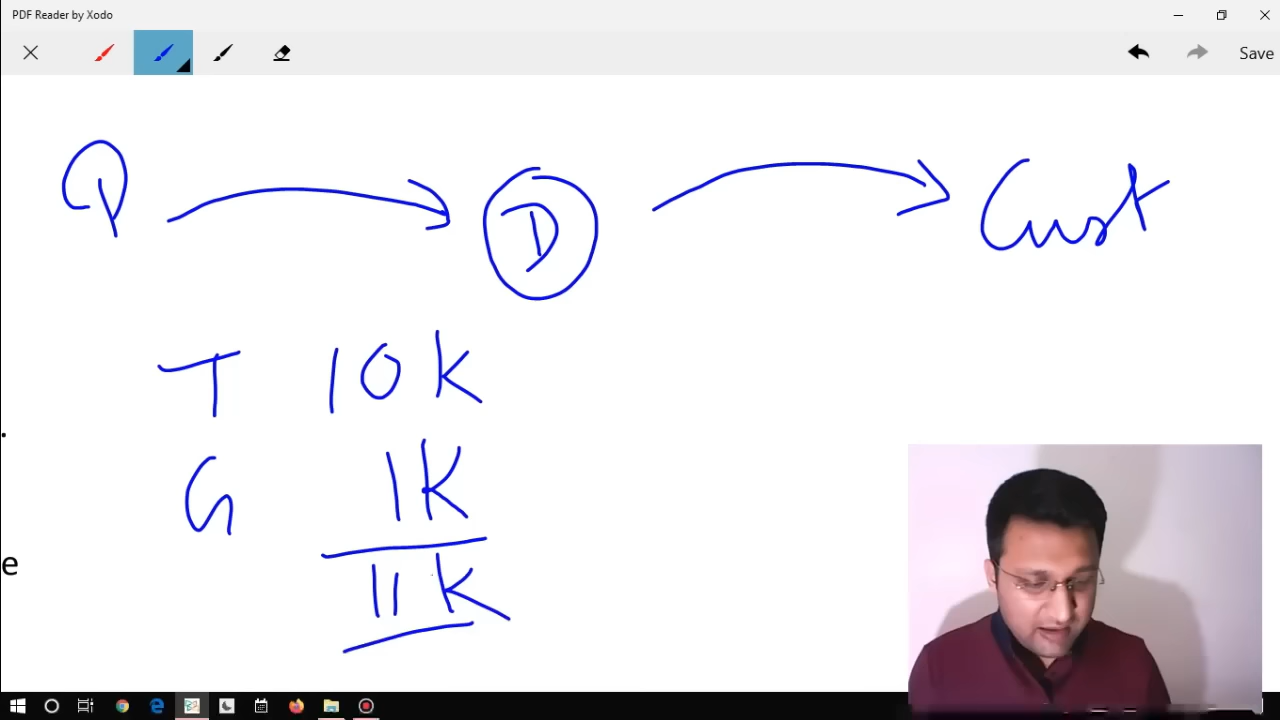 PDF Reader by Xodo
Save
P D Cust
T 10K
G 1K
11K
.
e